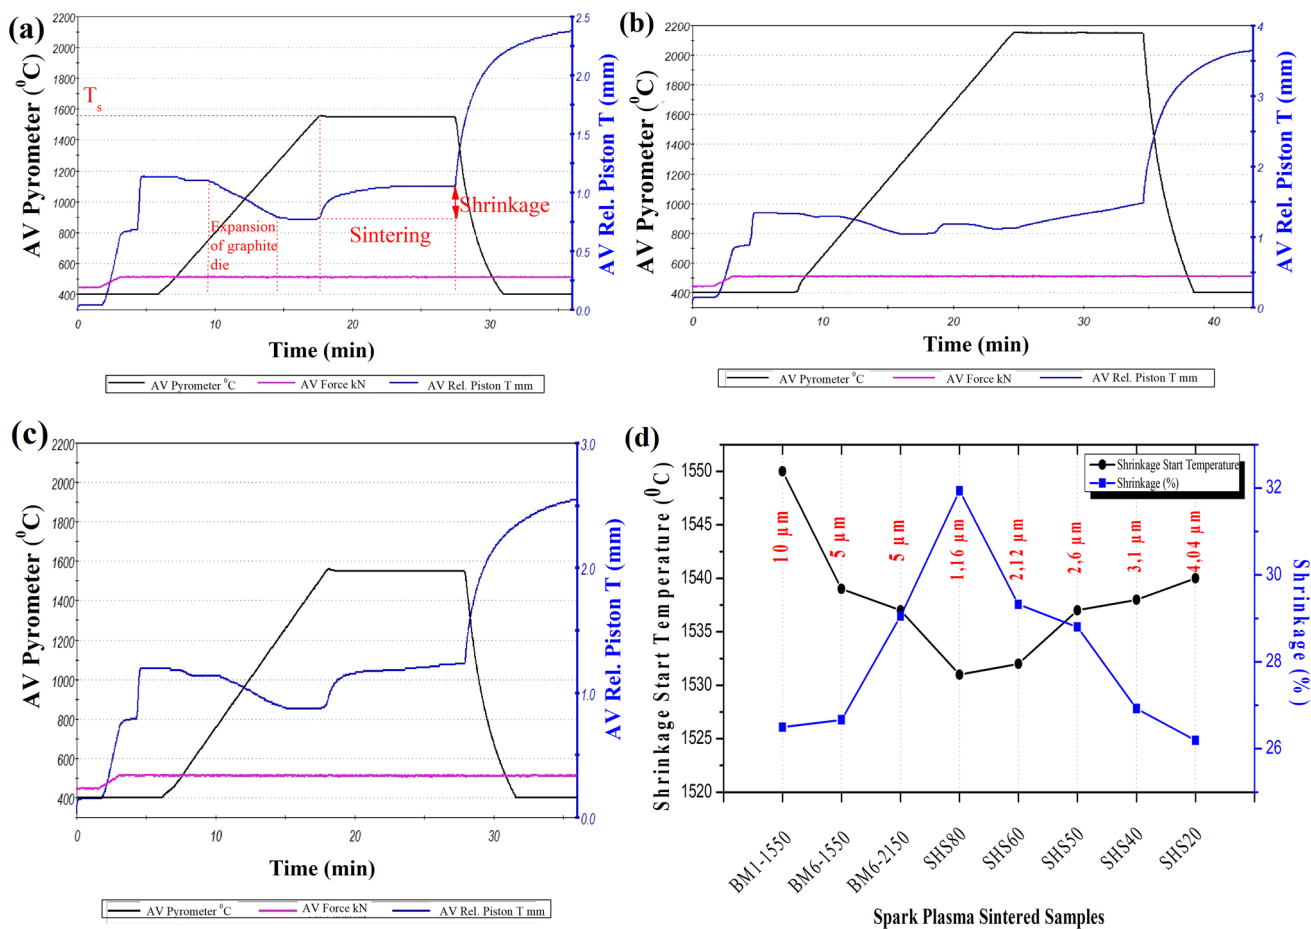 (a)
2200
2000
1800
1600
1400
1200
1000
800
600
400
AV Pyrometer (⁰C)
Tₛ
Expansion
of graphite
die
Sintering
Shrinkage
2.5
2.0
1.5
1.0
0.5
0.0
AV Rel. Piston T (mm)
0 10 20 30
Time (min)
AV Pyrometer ⁰C AV Force kN AV Rel. Piston T mm
(b)
2200
2000
1800
1600
1400
1200
1000
800
600
400
AV Pyrometer (⁰C)
4
3
2
1
0
AV Rel. Piston T (mm)
0 10 20 30 40
Time (min)
AV Pyrometer ⁰C AV Force kN AV Rel. Piston T mm
(c)
2200
2000
1800
1600
1400
1200
1000
800
600
400
AV Pyrometer (⁰C)
3.0
2.0
1.0
0.0
AV Rel. Piston T (mm)
0 10 20 30
Time (min)
AV Pyrometer ⁰C AV Force kN AV Rel. Piston T mm
(d)
Shrinkage Start Temperature
Shrinkage (%)
1550
1545
1540
1535
1530
1525
1520
Shrinkage Start Temperature (⁰C)
10 µm
5 µm
5 µm
1,16 µm
2,12 µm
2,6 µm
3,1 µm
4,04 µm
32
30
28
26
Shrinkage (%)
BM1-1550
BM6-1550
BM6-2150
SHS80
SHS60
SHS50
SHS40
SHS20
Spark Plasma Sintered Samples